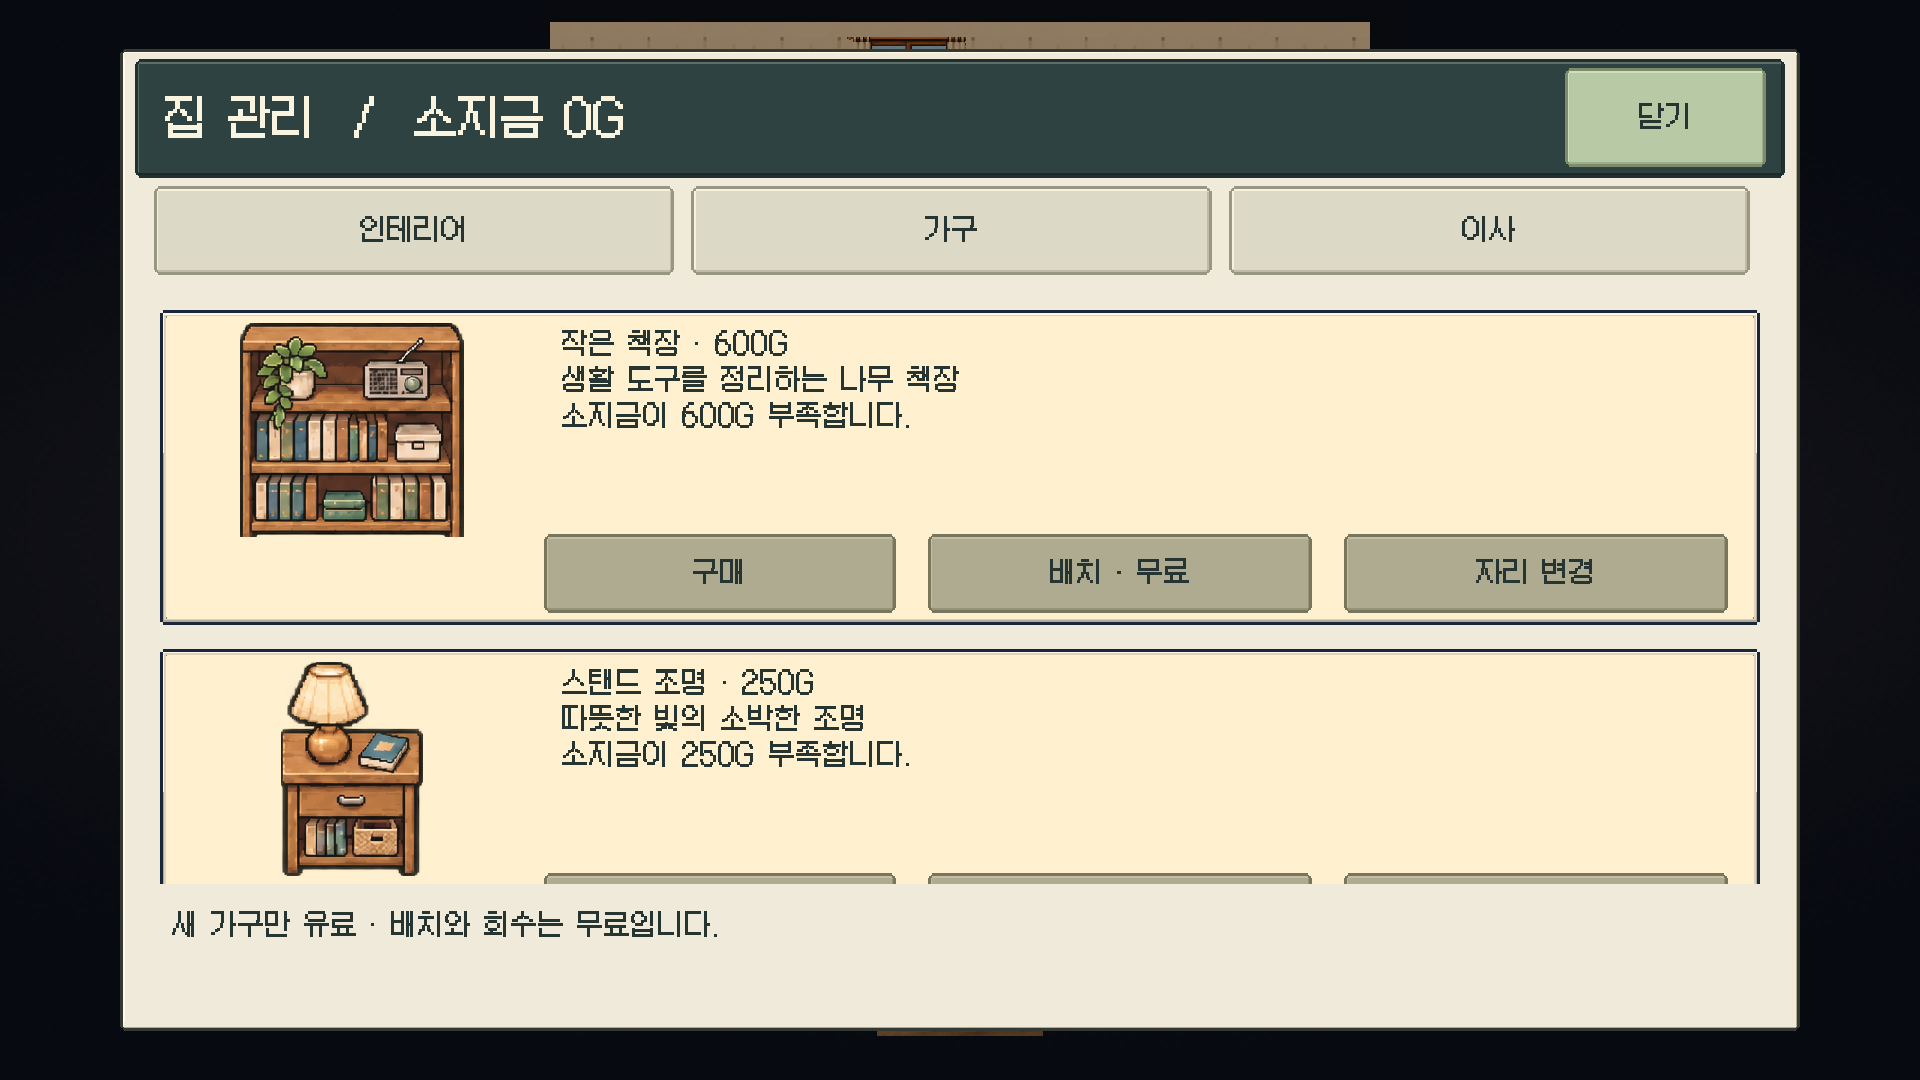 집 관리 / 소지금 0G
닫기
인테리어
가구
이사
작은 책장 · 600G
생활 도구를 정리하는 나무 책장
소지금이 600G 부족합니다.
구매
배치 · 무료
자리 변경
스탠드 조명 · 250G
따뜻한 빛의 소박한 조명
소지금이 250G 부족합니다.
새 가구만 유료 · 배치와 회수는 무료입니다.